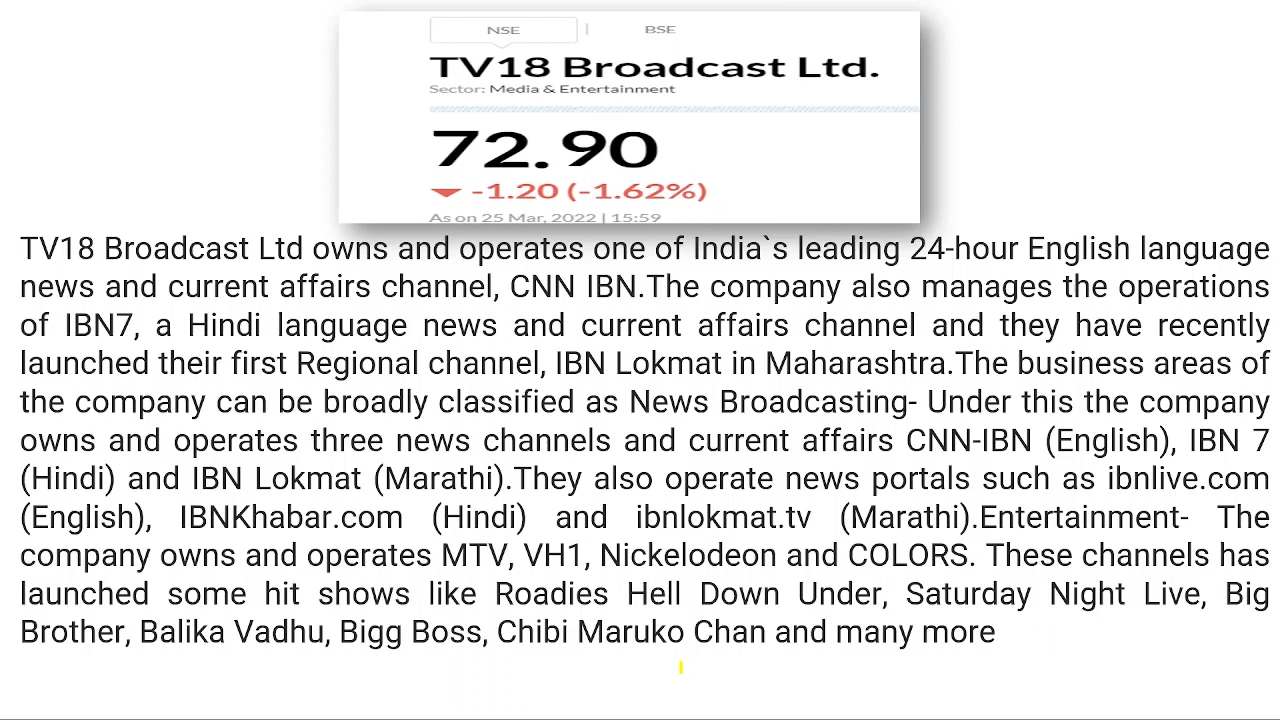 NSE | BSE
TV18 Broadcast Ltd.
Sector: Media & Entertainment
72.90
-1.20 (-1.62%)
As on 25 Mar, 2022 | 15:59
TV18 Broadcast Ltd owns and operates one of India`s leading 24-hour English language
news and current affairs channel, CNN IBN.The company also manages the operations
of IBN7, a Hindi language news and current affairs channel and they have recently
launched their first Regional channel, IBN Lokmat in Maharashtra.The business areas of
the company can be broadly classified as News Broadcasting- Under this the company
owns and operates three news channels and current affairs CNN-IBN (English), IBN 7
(Hindi) and IBN Lokmat (Marathi).They also operate news portals such as ibnlive.com
(English), IBNKhabar.com (Hindi) and ibnlokmat.tv (Marathi).Entertainment- The
company owns and operates MTV, VH1, Nickelodeon and COLORS. These channels has
launched some hit shows like Roadies Hell Down Under, Saturday Night Live, Big
Brother, Balika Vadhu, Bigg Boss, Chibi Maruko Chan and many more